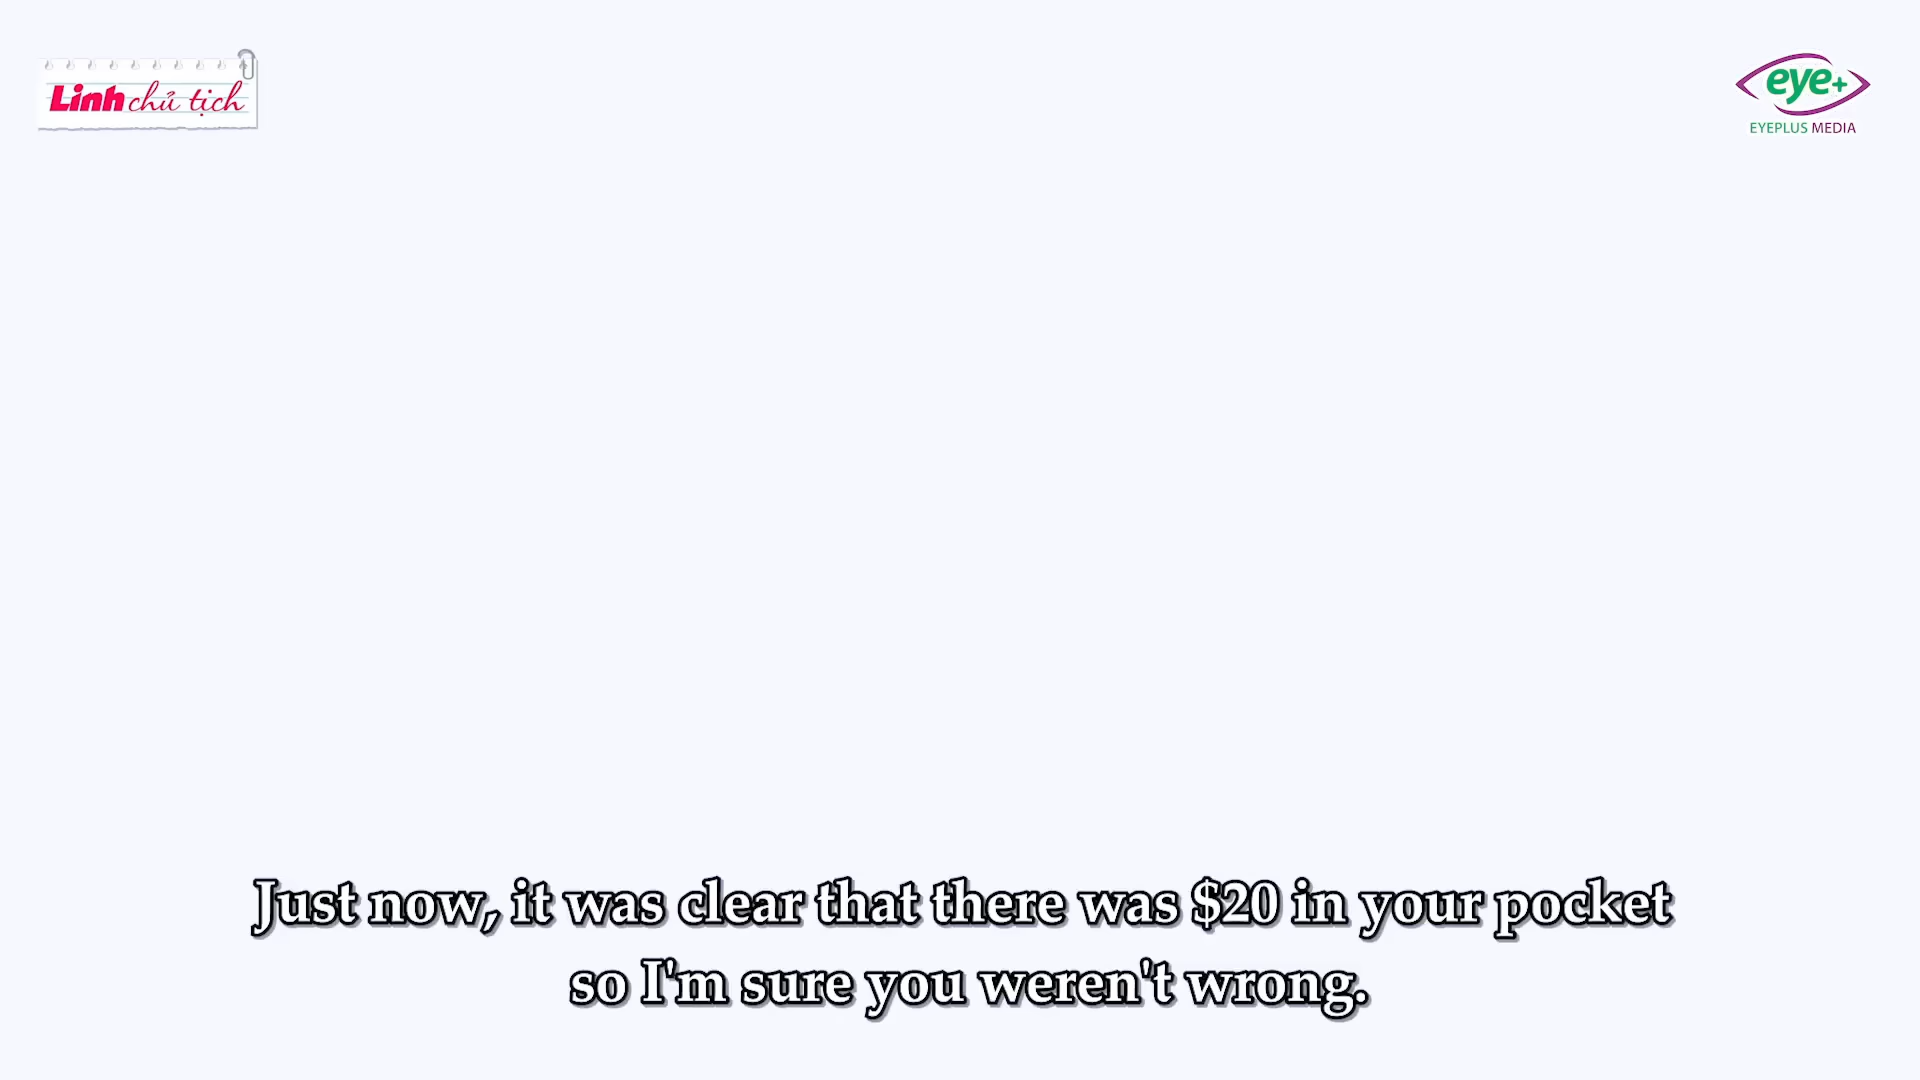 Linh chủ tịch
eye+
EYEPLUS MEDIA
Just now, it was clear that there was $20 in your pocket
so I'm sure you weren't wrong.